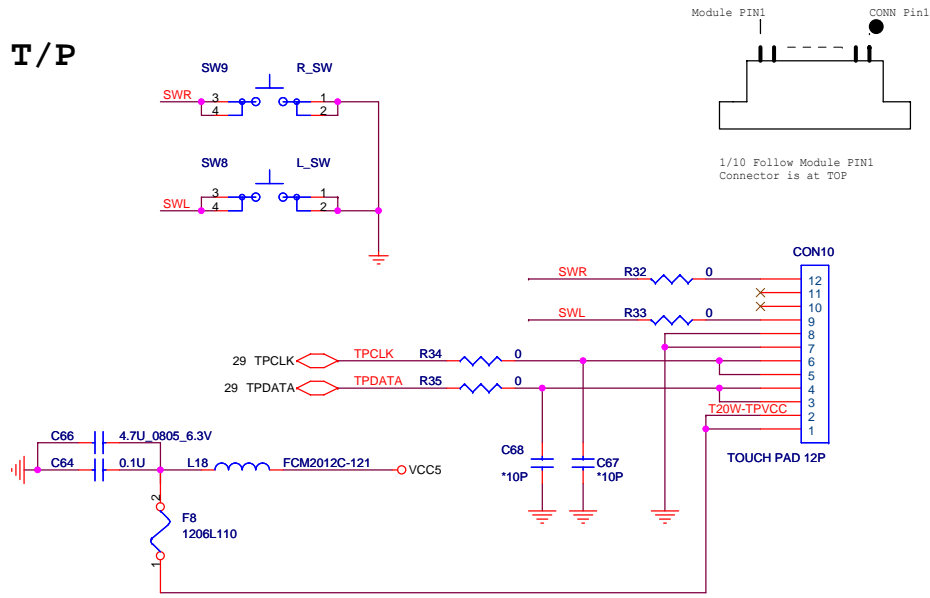 Module PIN1
CONN Pin1
T/P
SW9 R_SW
SWR 3 1
4 2
SW8 L_SW
3 1
SWL 4 2
1/10 Follow Module PIN1
Connector is at TOP
CON10
SWR R32 0 12
11
10
SWL R33 0 9
8
7
29 TPCLK TPCLK R34 0 6
5
29 TPDATA TPDATA R35 0 4
3
T20W-TPVCC 2
1
TOUCH PAD 12P
C66 4.7U_0805_6.3V
C64 0.1U L18 FCM2012C-121 VCC5
C68 *10P
C67 *10P
2
F8
1206L110
1